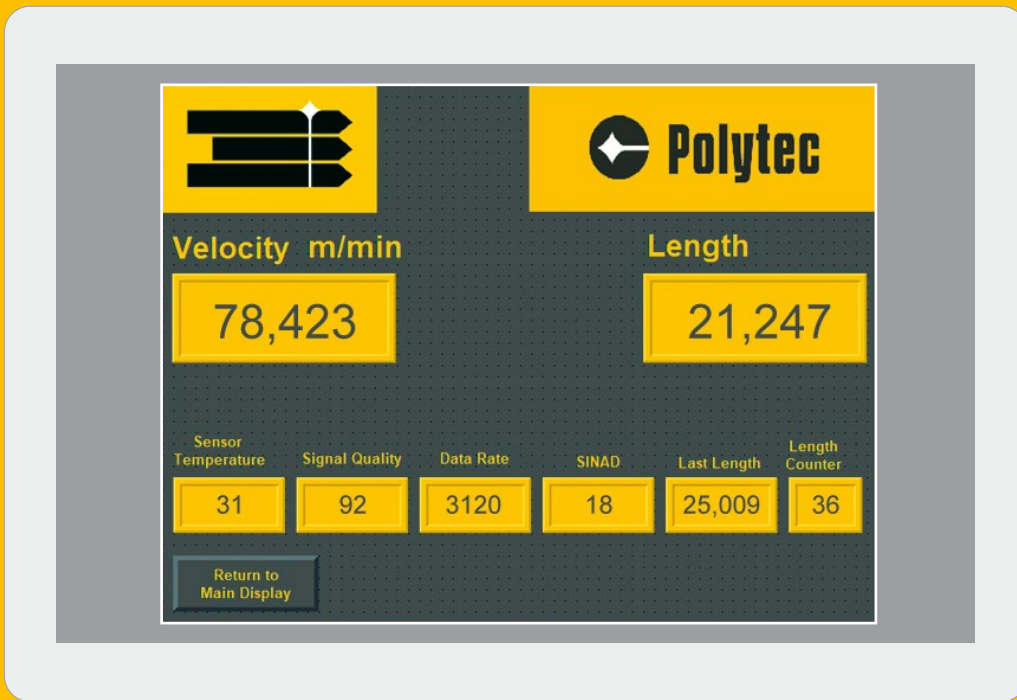 Polytec
Velocity m/min
Length
78,423
21,247
Sensor
Temperature
Signal Quality
Data Rate
SINAD
Last Length
Length
Counter
31
92
3120
18
25,009
36
Return to
Main Display